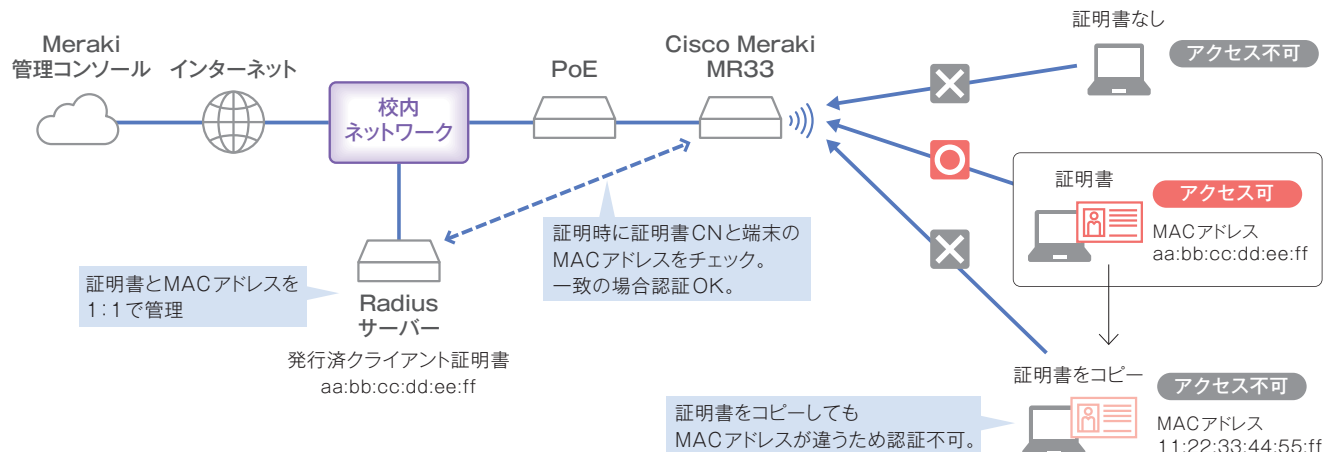 Meraki
管理コンソール
インターネット
校内
ネットワーク
PoE
Cisco Meraki
MR33
証明書なし
アクセス不可
証明書
アクセス可
MACアドレス
aa:bb:cc:dd:ee:ff
証明時に証明書CNと端末の
MACアドレスをチェック。
一致の場合認証OK。
証明書とMACアドレスを
1:1で管理
Radius
サーバー
発行済クライアント証明書
aa:bb:cc:dd:ee:ff
証明書をコピー
アクセス不可
MACアドレス
11:22:33:44:55:ff
証明書をコピーしても
MACアドレスが違うため認証不可。